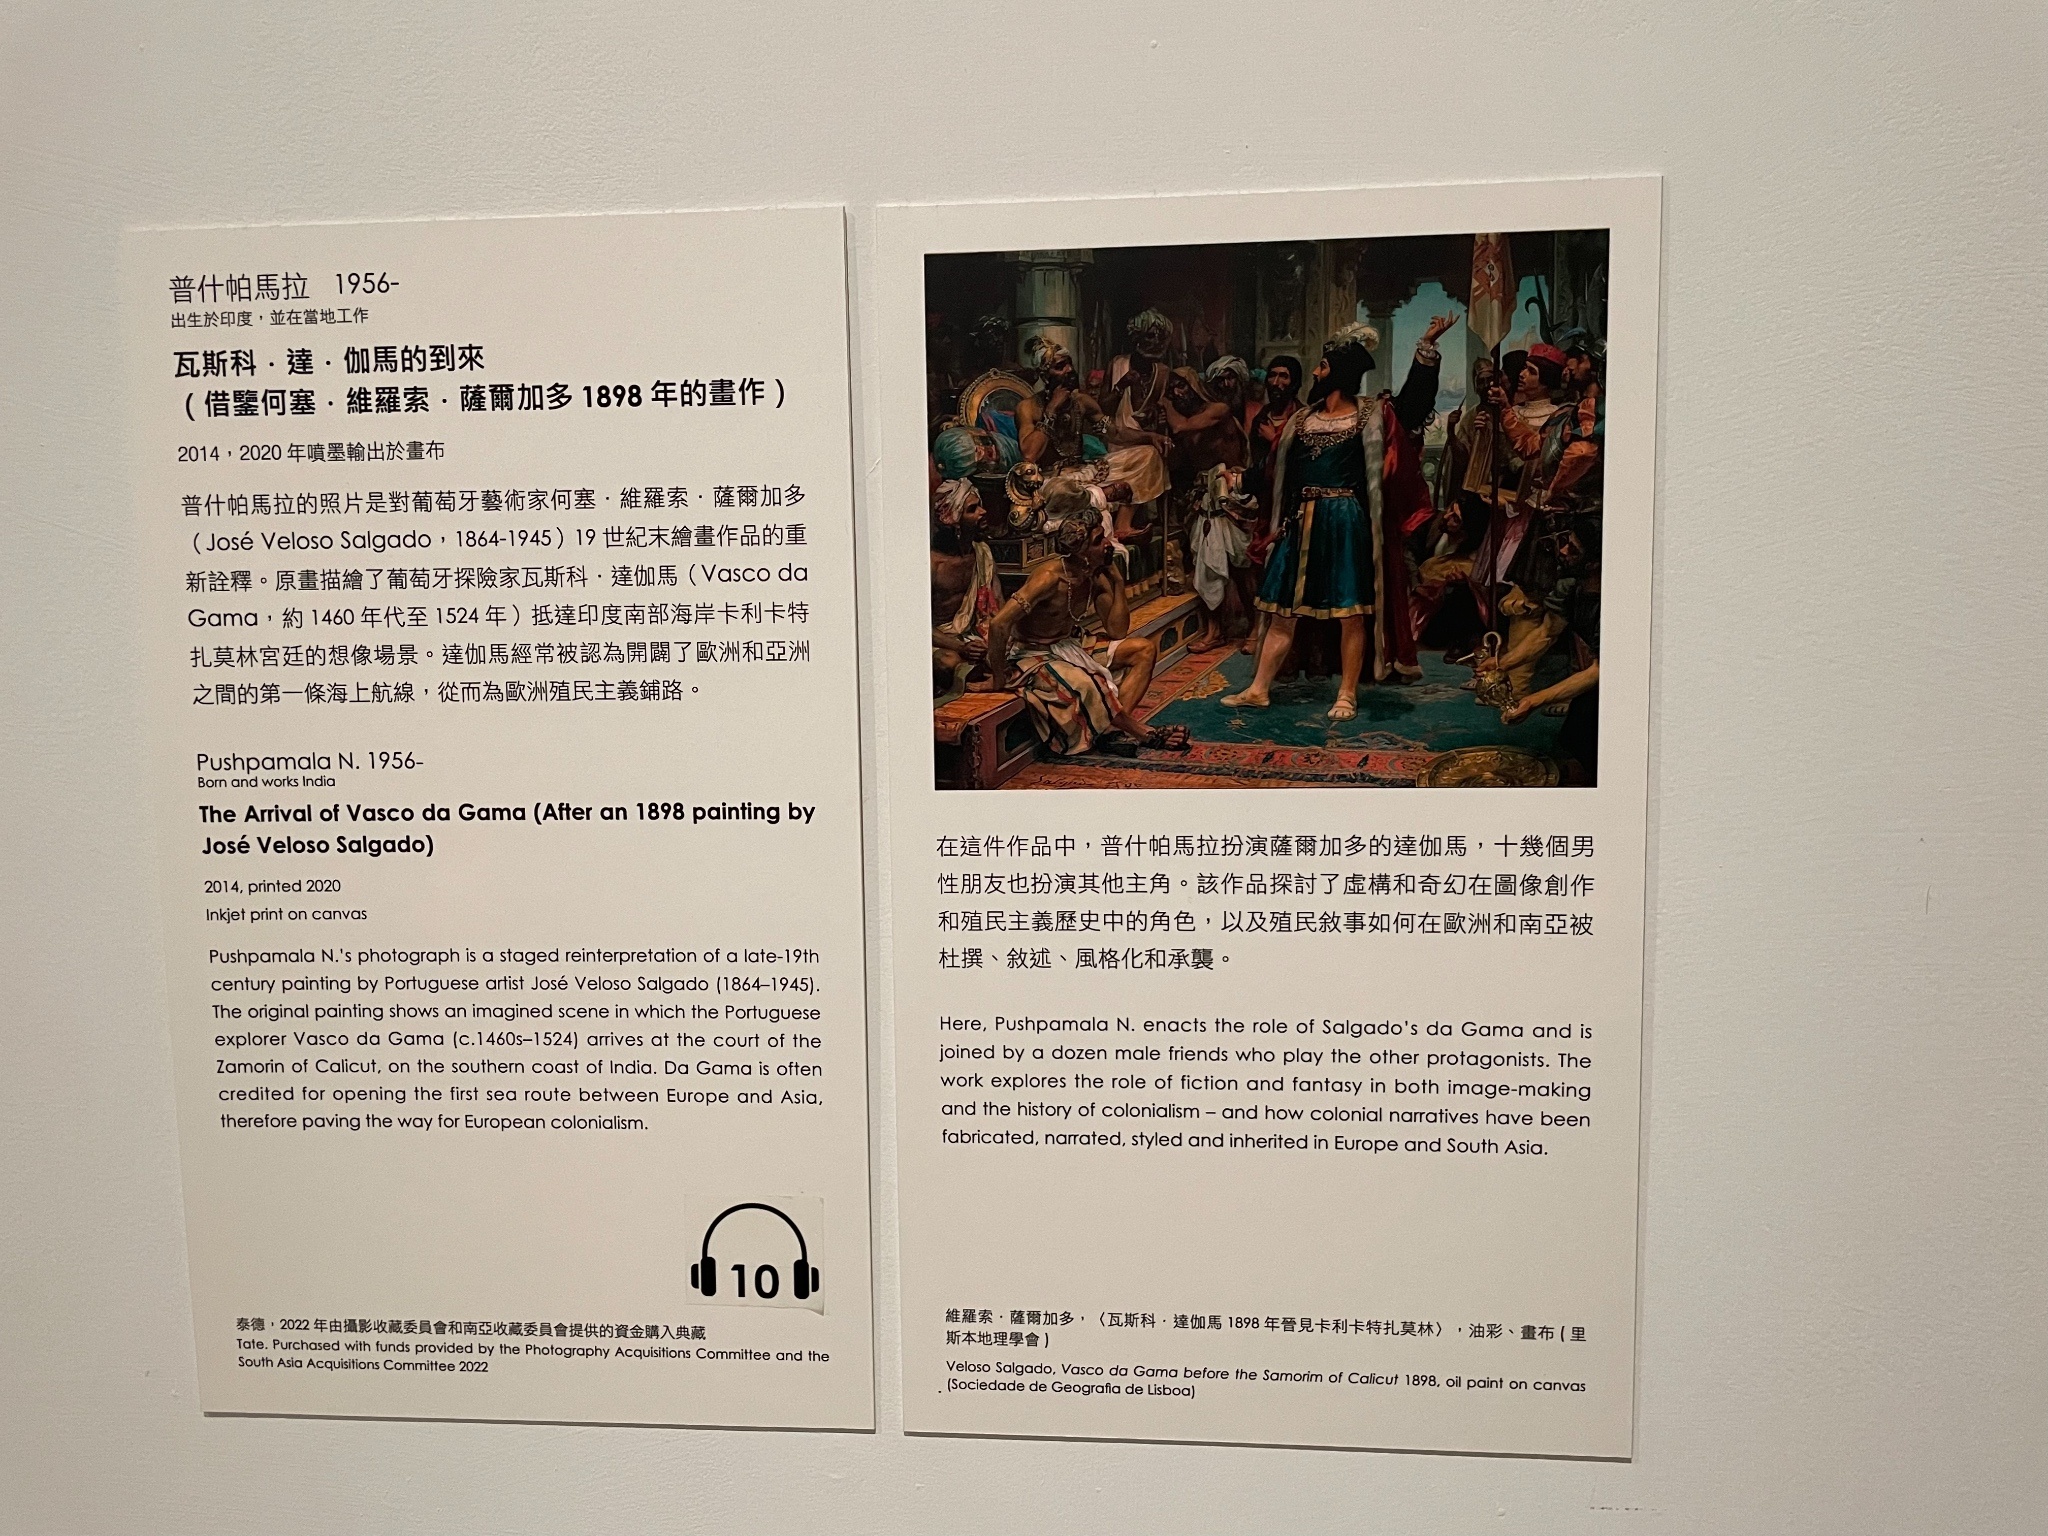 普什帕馬拉 1956-
出生於印度，並在當地工作
瓦斯科．達．伽馬的到來
（借鑒何塞．維羅索．薩爾加多 1898 年的畫作）
2014，2020 年噴墨輸出於畫布
普什帕馬拉的照片是對葡萄牙藝術家何塞．維羅索．薩爾加多
（José Veloso Salgado，1864-1945）19 世紀末繪畫作品的重
新詮釋。原畫描繪了葡萄牙探險家瓦斯科．達伽馬（Vasco da
Gama，約 1460 年代至 1524 年）抵達印度南部海岸卡利卡特
扎莫林宮廷的想像場景。達伽馬經常被認為開闢了歐洲和亞洲
之間的第一條海上航線，從而為歐洲殖民主義鋪路。
Pushpamala N. 1956-
Born and works India
The Arrival of Vasco da Gama (After an 1898 painting by
José Veloso Salgado)
2014, printed 2020
Inkjet print on canvas
Pushpamala N.'s photograph is a staged reinterpretation of a late-19th
century painting by Portuguese artist José Veloso Salgado (1864–1945).
The original painting shows an imagined scene in which the Portuguese
explorer Vasco da Gama (c.1460s–1524) arrives at the court of the
Zamorin of Calicut, on the southern coast of India. Da Gama is often
credited for opening the first sea route between Europe and Asia,
therefore paving the way for European colonialism.
10
泰德，2022 年由攝影收藏委員會和南亞收藏委員會提供的資金購入典藏
Tate. Purchased with funds provided by the Photography Acquisitions Committee and the
South Asia Acquisitions Committee 2022
在這件作品中，普什帕馬拉扮演薩爾加多的達伽馬，十幾個男
性朋友也扮演其他主角。該作品探討了虛構和奇幻在圖像創作
和殖民主義歷史中的角色，以及殖民敘事如何在歐洲和南亞被
杜撰、敘述、風格化和承襲。
Here, Pushpamala N. enacts the role of Salgado's da Gama and is
joined by a dozen male friends who play the other protagonists. The
work explores the role of fiction and fantasy in both image-making
and the history of colonialism – and how colonial narratives have been
fabricated, narrated, styled and inherited in Europe and South Asia.
維羅索．薩爾加多，〈瓦斯科．達伽馬 1898 年晉見卡利卡特扎莫林〉，油彩、畫布（里
斯本地理學會）
Veloso Salgado, Vasco da Gama before the Samorim of Calicut 1898, oil paint on canvas
(Sociedade de Geografia de Lisboa)